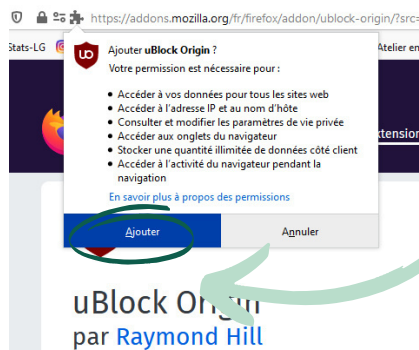 https://addons.mozilla.org/fr/firefox/addon/ublock-origin/?src=
Stats-LG
Atelier en
Ajouter uBlock Origin ?
Votre permission est nécessaire pour :
• Accéder à vos données pour tous les sites web
• Accéder à l'adresse IP et au nom d'hôte
• Consulter et modifier les paramètres de vie privée
• Accéder aux onglets du navigateur
• Stocker une quantité illimitée de données côté client
• Accéder à l'activité du navigateur pendant la
navigation
En savoir plus à propos des permissions
tension
Ajouter
Annuler
uBlock Origin
par Raymond Hill